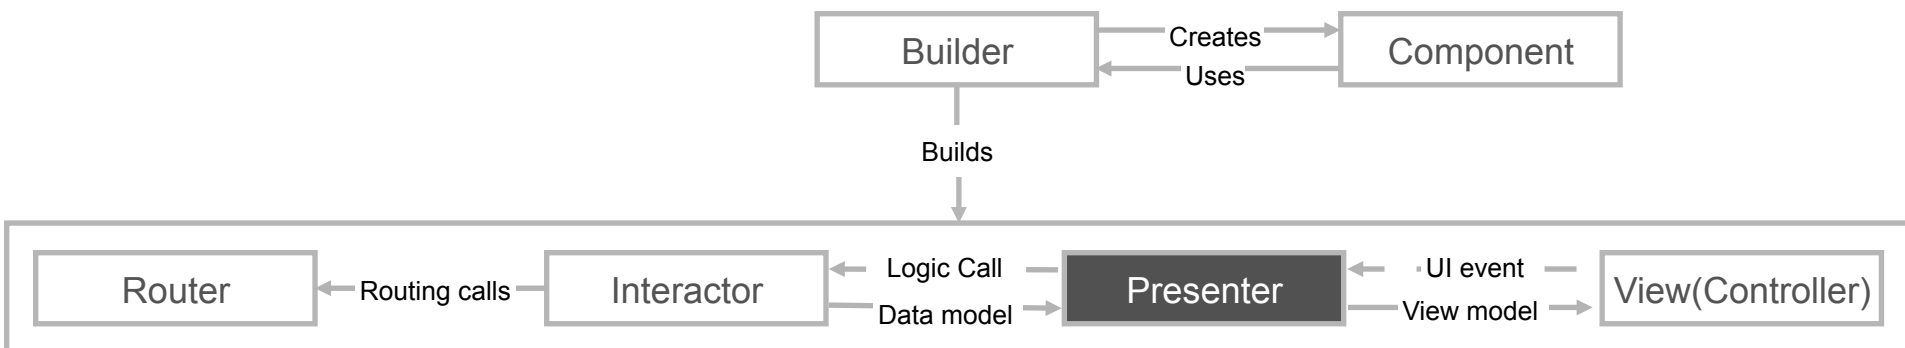 Builder
Creates
Uses
Component
Builds
Router
Routing calls
Interactor
Logic Call
Data model
Presenter
UI event
View model
View(Controller)